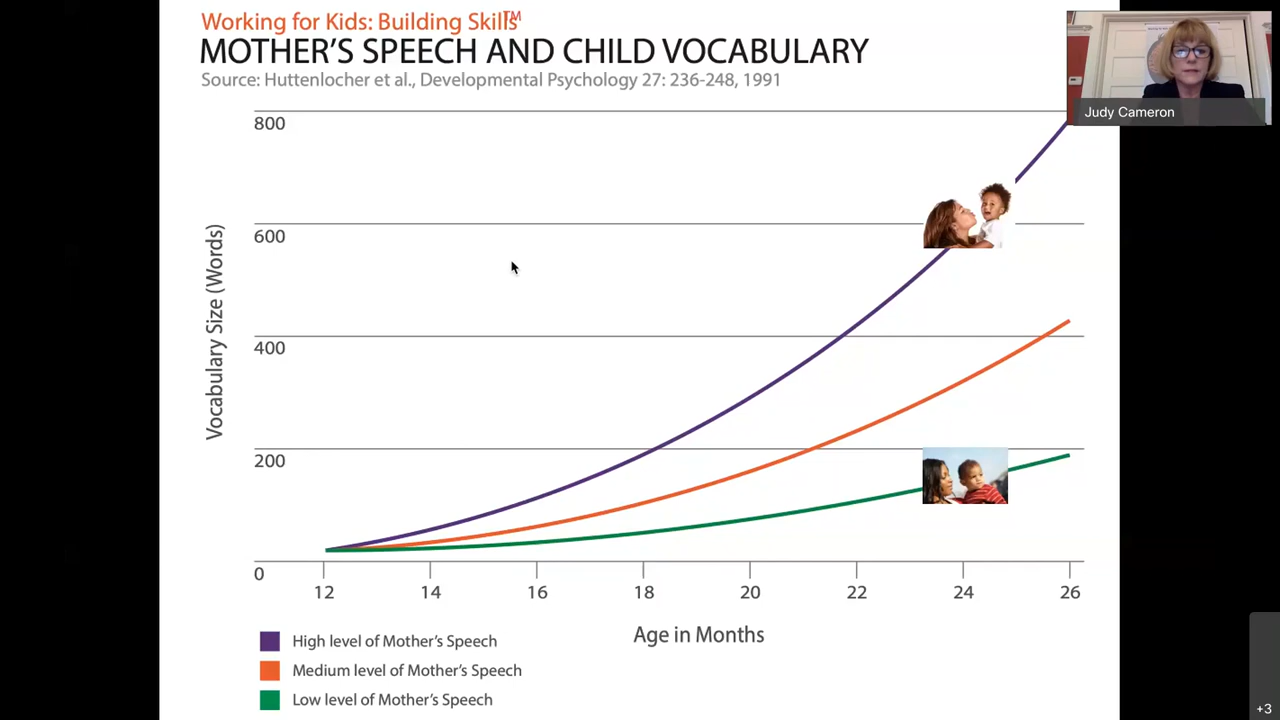 Working for Kids: Building Skills™
MOTHER'S SPEECH AND CHILD VOCABULARY
Source: Huttenlocher et al., Developmental Psychology 27: 236-248, 1991
Judy Cameron
800
600
400
200
0
Vocabulary Size (Words)
12 14 16 18 20 22 24 26
Age in Months
High level of Mother's Speech
Medium level of Mother's Speech
Low level of Mother's Speech
+3